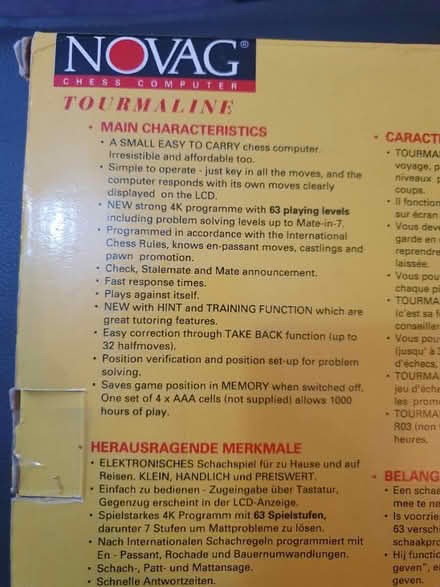 NOVAG®
CHESS COMPUTER
TOURMALINE
• MAIN CHARACTERISTICS
• A SMALL EASY TO CARRY chess computer.
Irresistible and affordable too.
• Simple to operate - just key in all the moves, and the
computer responds with its own moves clearly
displayed on the LCD.
• NEW strong 4K programme with 63 playing levels
including problem solving levels up to Mate-in-7.
• Programmed in accordance with the International
Chess Rules, knows en-passant moves, castlings and
pawn promotion.
• Check, Stalemate and Mate announcement.
• Fast response times.
• Plays against itself.
• NEW with HINT and TRAINING FUNCTION which are
great tutoring features.
• Easy correction through TAKE BACK function (up to
32 halfmoves).
• Position verification and position set-up for problem
solving.
• Saves game position in MEMORY when switched off.
One set of 4 x AAA cells (not supplied) allows 1000
hours of play.
• HERAUSRAGENDE MERKMALE
• ELEKTRONISCHES Schachspiel für zu Hause und auf
Reisen. KLEIN, HANDLICH und PREISWERT.
• Einfach zu bedienen - Zugeingabe über Tastatur,
Gegenzug erscheint in der LCD-Anzeige.
• Spielstarkes 4K Programm mit 63 Spielstufen,
darunter 7 Stufen um Mattprobleme zu lösen.
• Nach Internationalen Schachregeln programmiert mit
En - Passant, Rochade und Bauernumwandlungen.
• Schach-, Patt- und Mattansage.
• Schnelle Antwortzeiten.
• CARACT
• TOURMA
voyage, p
niveaux p
coups.
• Il fonction
sur écran
• Vous deve
garde en
reprendre
laissée.
• Vous pou
chaque pi
• TOURMA
(c'est sa f
conseiller
• Vous pou
(jusqu' à
d'échecs.
• TOURMA
jeu d'éche
les promo
• TOURMA
R03 (non
heures.
• BELANG
• Een schaa
mee te ne
• Is voorzie
63 versch
schaakpro
• Hij functio
geven", e
geven.